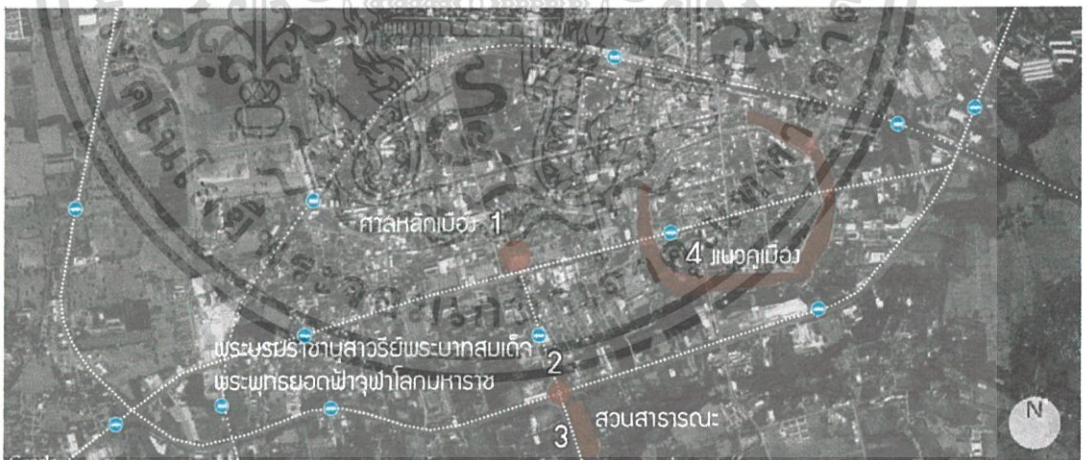 ศาลหลักเมือง 1
4 แนวคูเมือง
พระบรมราชานุสาวรีย์พระบาทสมเด็จ
พระพุทธยอดฟ้าจุฬาโลกมหาราช
2
สวนสาธารณะ
3
N